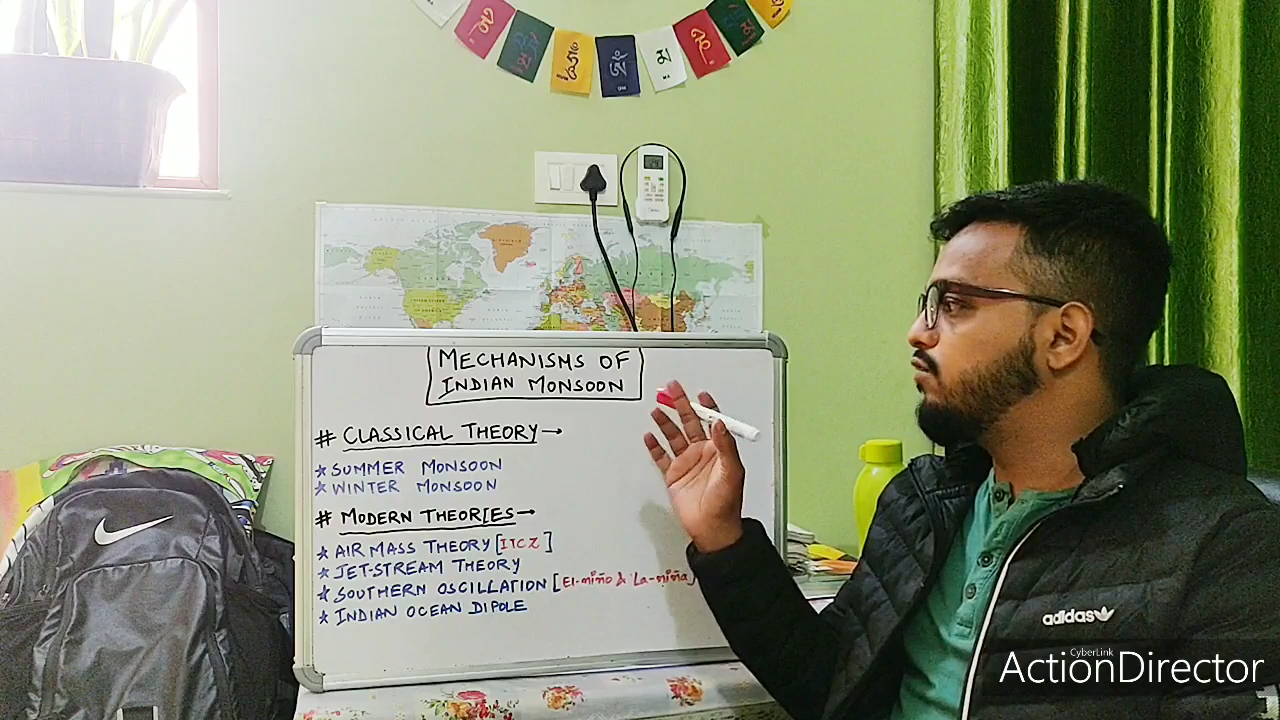 MECHANISMS OF
INDIAN MONSOON
# CLASSICAL THEORY →
☆ SUMMER MONSOON
☆ WINTER MONSOON
# MODERN THEORIES →
☆ AIR MASS THEORY [ITCZ]
☆ JET-STREAM THEORY
☆ SOUTHERN OSCILLATION [El-niño & La-niña]
☆ INDIAN OCEAN DIPOLE
adidas
CyberLink
ActionDirector